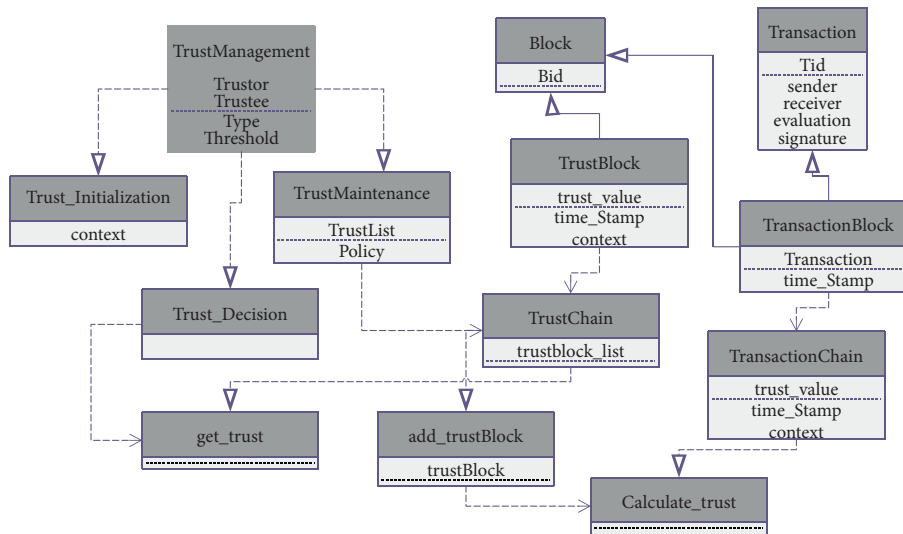 TrustManagement
Trustor
Trustee
Type
Threshold
Block
Bid
Transaction
Tid
sender
receiver
evaluation
signature
Trust_Initialization
context
TrustMaintenance
TrustList
Policy
TrustBlock
trust_value
time_Stamp
context
TransactionBlock
Transaction
time_Stamp
Trust_Decision
TrustChain
trustblock_list
TransactionChain
trust_value
time_Stamp
context
get_trust
add_trustBlock
trustBlock
Calculate_trust